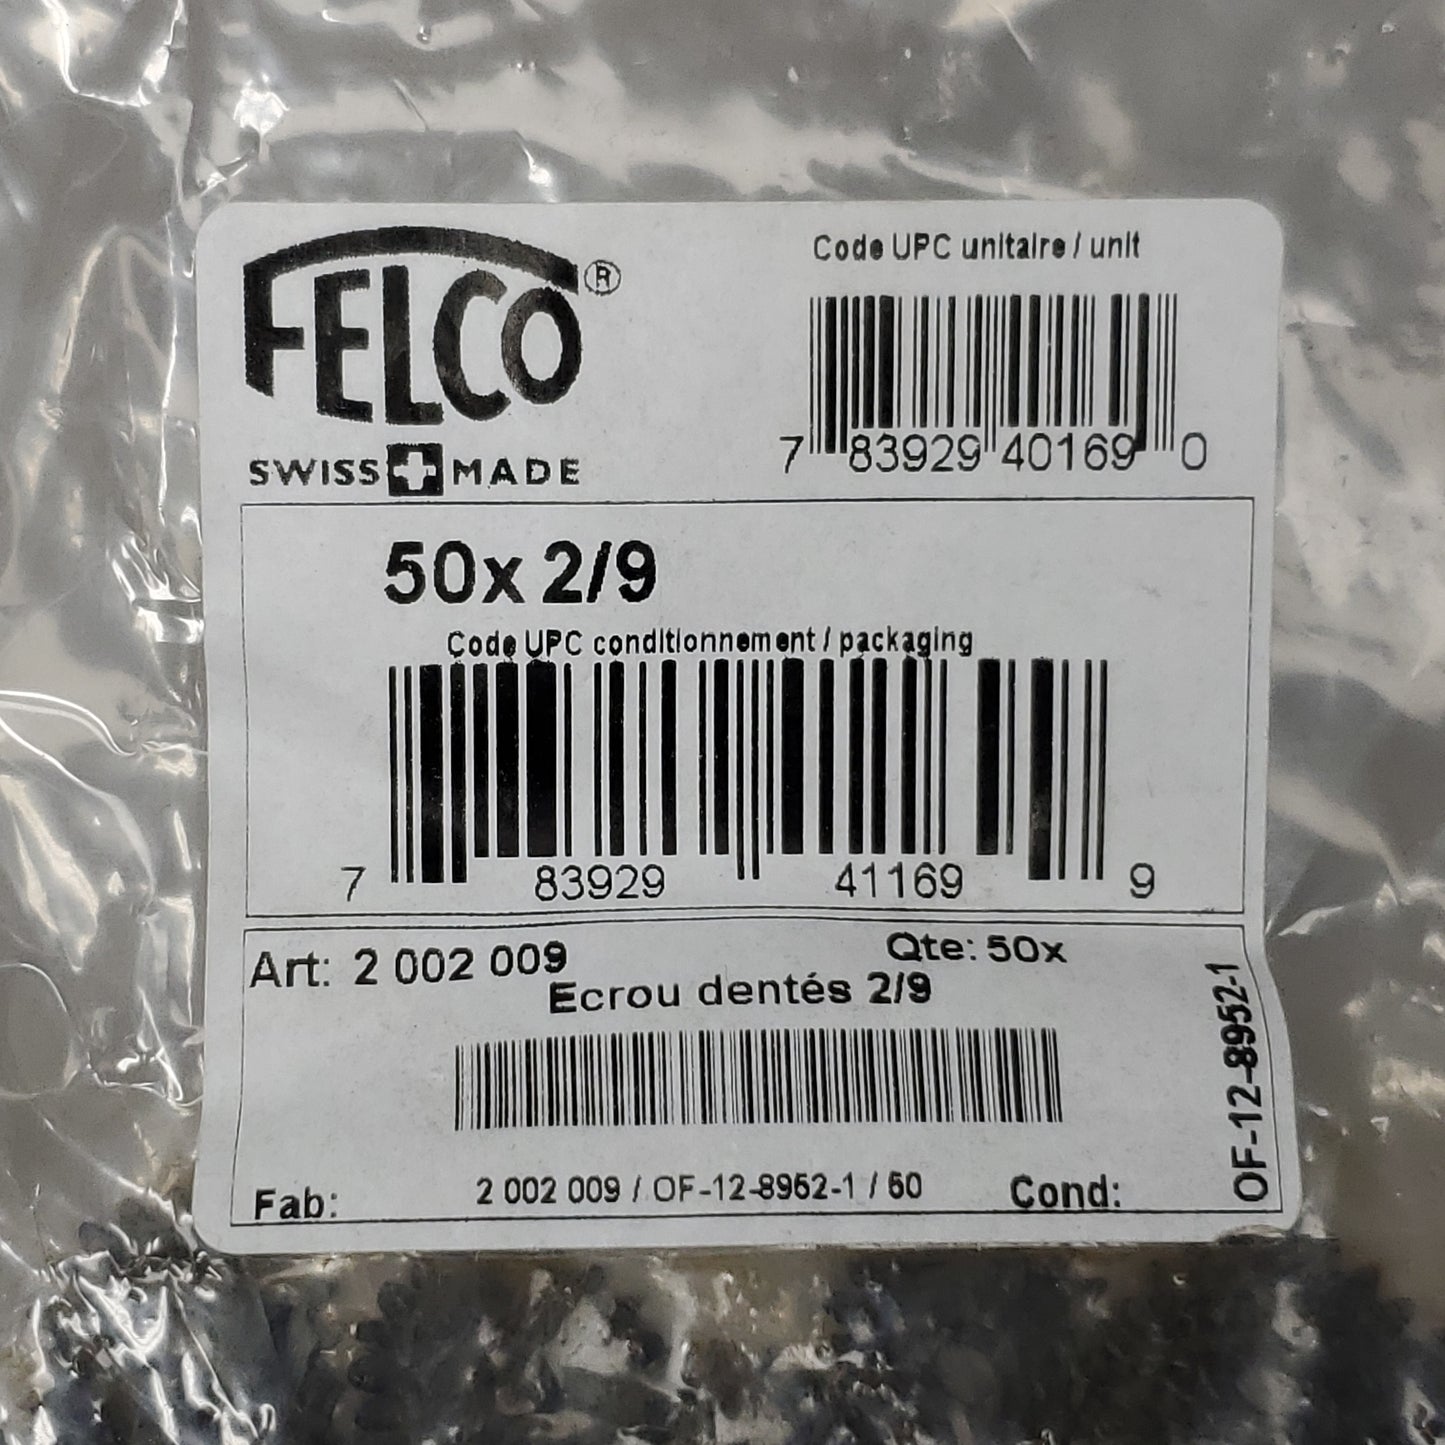 FELCO®
SWISS MADE
Code UPC unitaire / unit
7 83929 40169 0
50x 2/9
Code UPC conditionnement / packaging
7 83929 41169 9
Art: 2 002 009
Qte: 50x
Ecrou dentés 2/9
OF-12-8952-1
2 002 009 / OF-12-8952-1 / 50
Fab:
Cond: